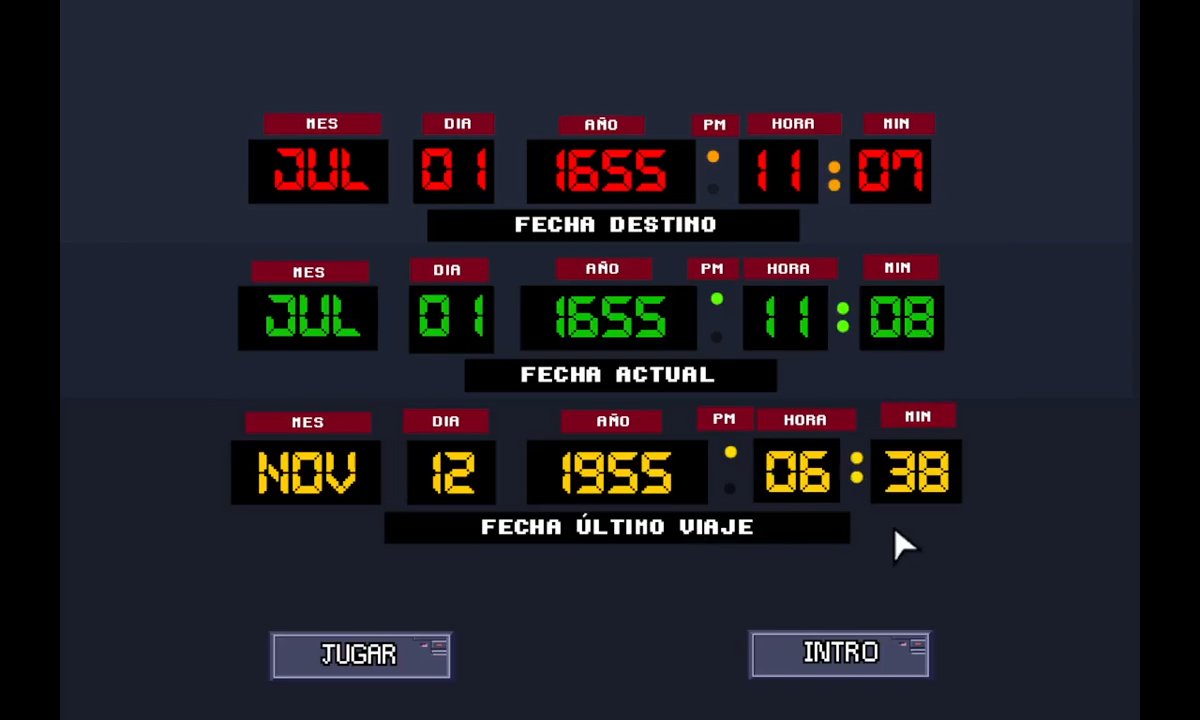 MES DIA AÑO PM HORA MIN
JUL 01 1655 11:07
FECHA DESTINO
MES DIA AÑO PM HORA MIN
JUL 01 1655 11:08
FECHA ACTUAL
MES DIA AÑO PM HORA MIN
NOV 12 1955 06:38
FECHA ÚLTIMO VIAJE
JUGAR INTRO